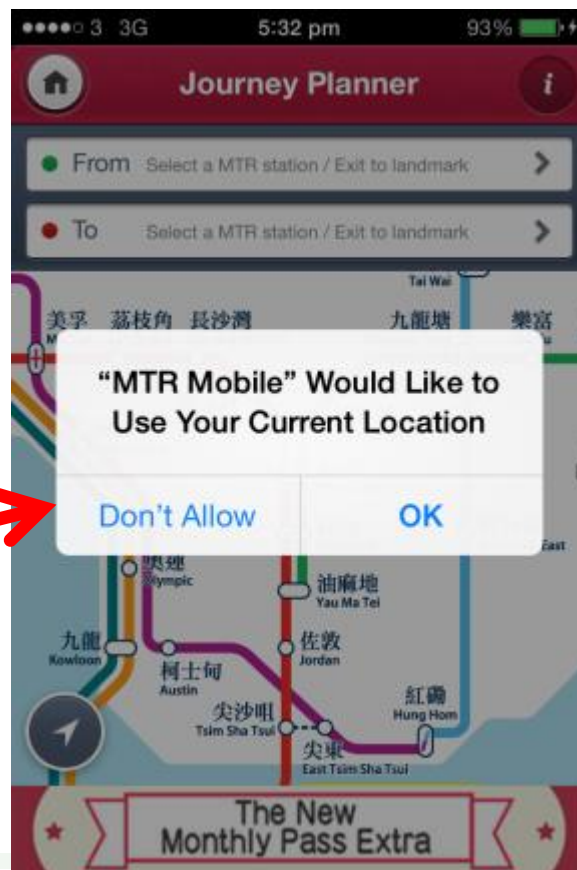 3 3G 5:32 pm 93%
Journey Planner
i
From Select a MTR station / Exit to landmark
To Select a MTR station / Exit to landmark
Tai Wai
美孚 荔枝角 長沙灣 九龍塘 樂富
“MTR Mobile” Would Like to
Use Your Current Location
Don’t Allow OK
East
奧運
Olympic
油麻地
Yau Ma Tei
九龍
Kowloon
佐敦
Jordan
柯士甸
Austin
紅磡
Hung Hom
尖沙咀
Tsim Sha Tsui
尖東
East Tsim Sha Tsui
The New
Monthly Pass Extra